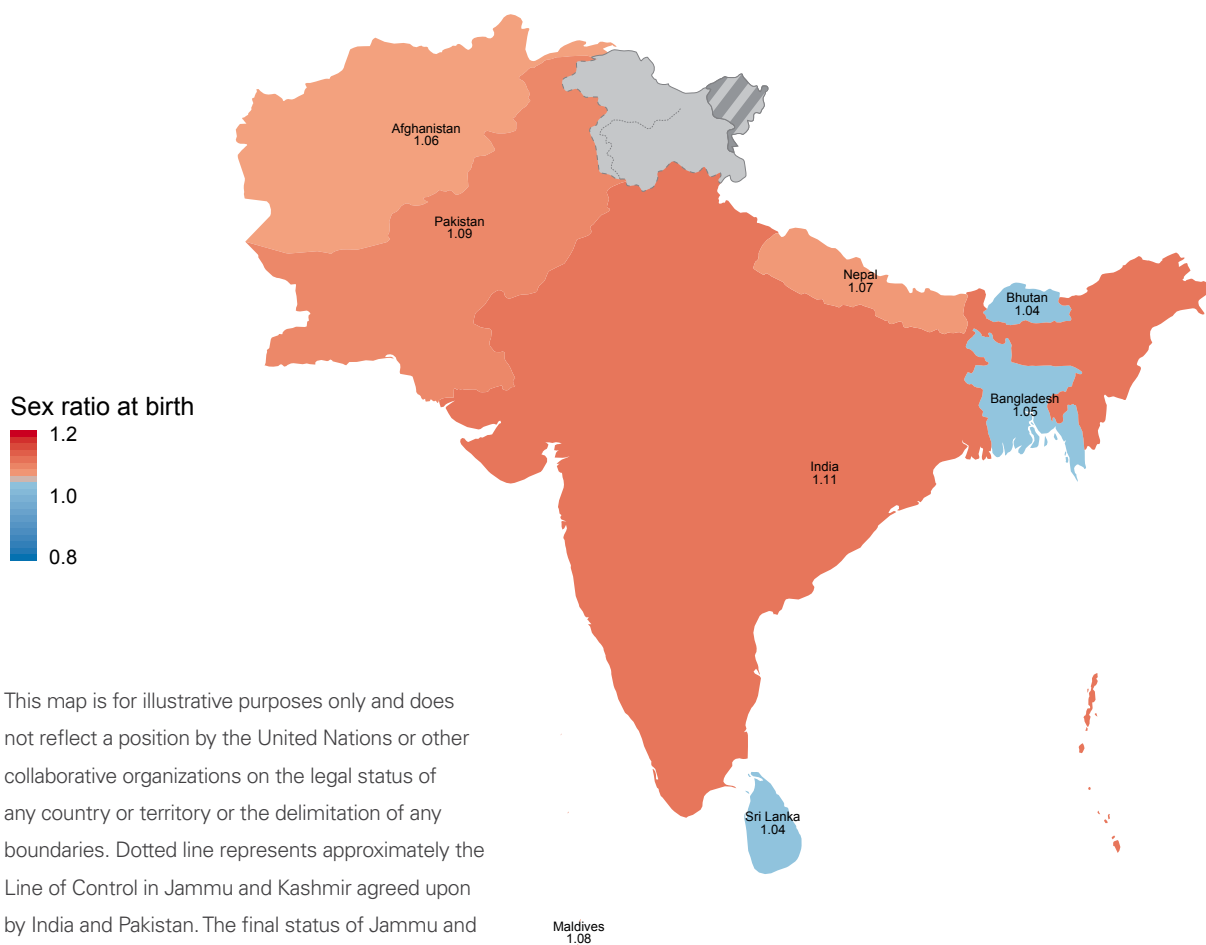 Afghanistan
1.06
Pakistan
1.09
Nepal
1.07
Bhutan
1.04
Bangladesh
1.05
India
1.11
Sri Lanka
1.04
Maldives
1.08
Sex ratio at birth
1.2
1.0
0.8
This map is for illustrative purposes only and does
not reflect a position by the United Nations or other
collaborative organizations on the legal status of
any country or territory or the delimitation of any
boundaries. Dotted line represents approximately the
Line of Control in Jammu and Kashmir agreed upon
by India and Pakistan. The final status of Jammu and